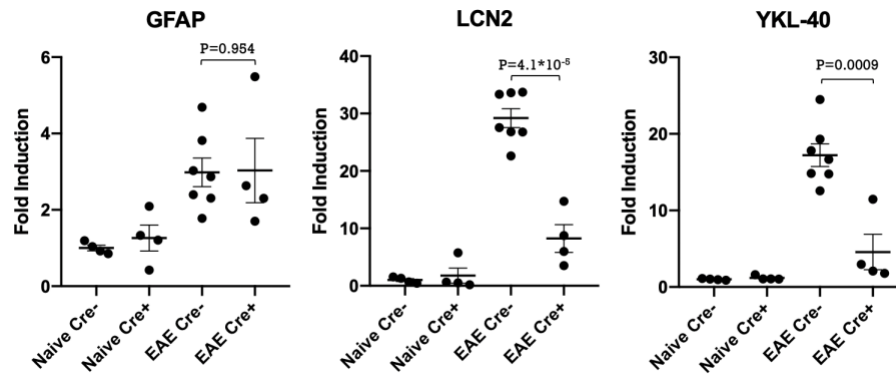 GFAP
Fold Induction
6
4
2
0
P=0.954
Naive Cre-
Naive Cre+
EAE Cre-
EAE Cre+
LCN2
Fold Induction
40
30
20
10
0
P=4.1*10⁻⁵
Naive Cre-
Naive Cre+
EAE Cre-
EAE Cre+
YKL-40
Fold Induction
30
20
10
0
P=0.0009
Naive Cre-
Naive Cre+
EAE Cre-
EAE Cre+